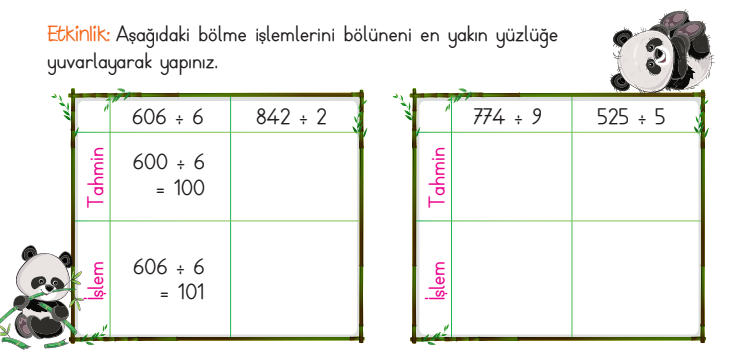 Etkinlik: Aşağıdaki bölme işlemlerini bölüneni en yakın yüzlüğe
yuvarlayarak yapınız.
606 ÷ 6
842 ÷ 2
Tahmin
600 ÷ 6
= 100
İşlem
606 ÷ 6
= 101
774 ÷ 9
525 ÷ 5
Tahmin
İşlem